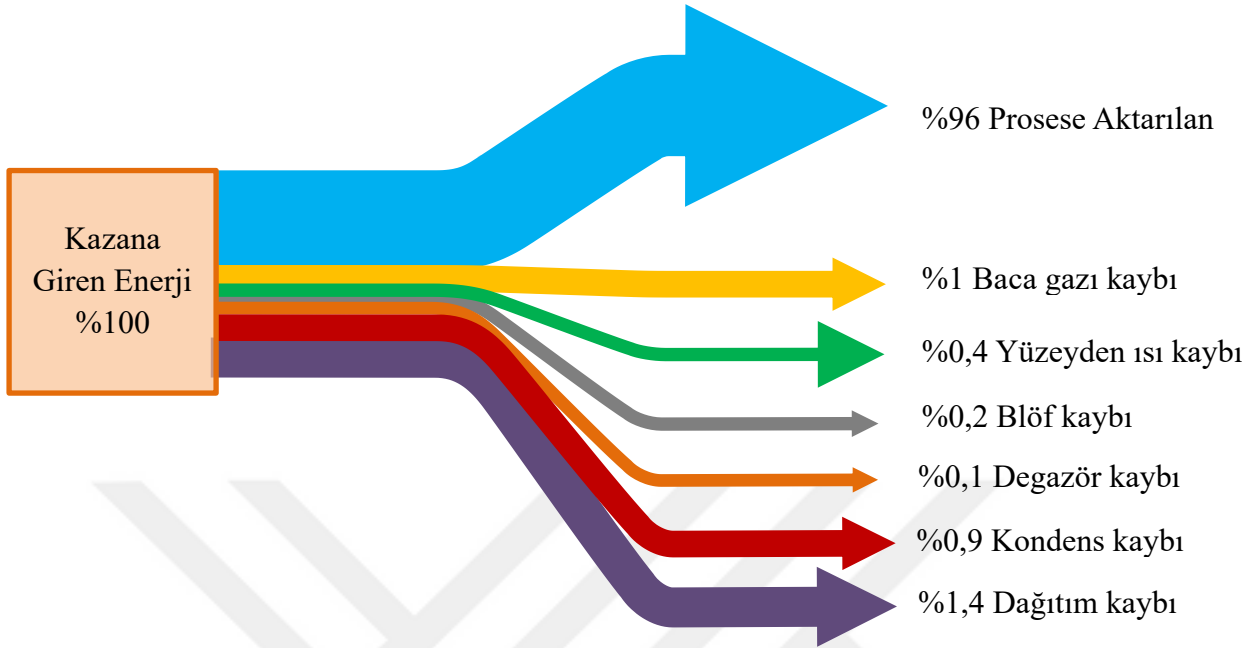 Kazana
Giren Enerji
%100
%96 Prosese Aktarılan
%1 Baca gazı kaybı
%0,4 Yüzeyden ısı kaybı
%0,2 Blöf kaybı
%0,1 Degazör kaybı
%0,9 Kondens kaybı
%1,4 Dağıtım kaybı